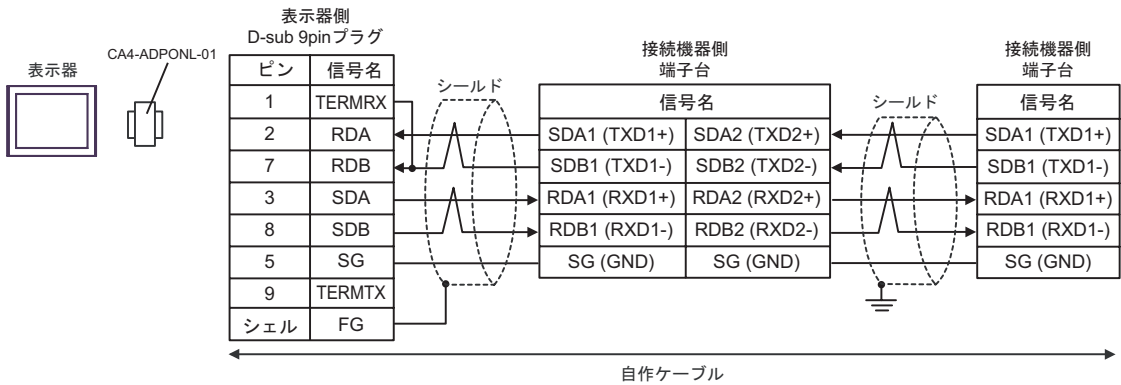 表示器
CA4-ADPONL-01
表示器側
D-sub 9pinプラグ
ピン 信号名
1 TERMRX
2 RDA
7 RDB
3 SDA
8 SDB
5 SG
9 TERMTX
シェル FG
シールド
接続機器側
端子台
信号名
SDA1 (TXD1+) SDA2 (TXD2+)
SDB1 (TXD1-) SDB2 (TXD2-)
RDA1 (RXD1+) RDA2 (RXD2+)
RDB1 (RXD1-) RDB2 (RXD2-)
SG (GND) SG (GND)
シールド
接続機器側
端子台
信号名
SDA1 (TXD1+)
SDB1 (TXD1-)
RDA1 (RXD1+)
RDB1 (RXD1-)
SG (GND)
自作ケーブル